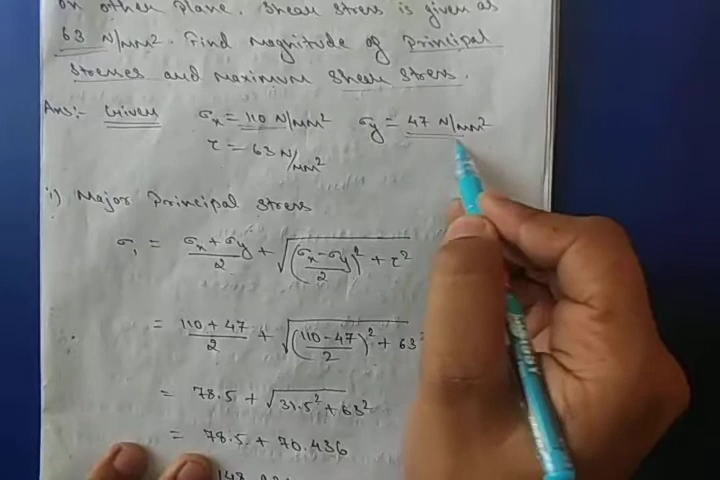 on other plane. Shear stress is given as
63 N/mm². Find magnitude of principal
stresses and maximum shear stress.
Ans:- Given σx = 110 N/mm² σy = 47 N/mm²
τ = 63 N/mm²
i) Major Principal stress
σ₁ = (σx + σy)/2 + √(((σx - σy)/2)² + τ²)
= (110 + 47)/2 + √(((110 - 47)/2)² + 63²)
= 78.5 + √(31.5² + 63²)
= 78.5 + 70.436